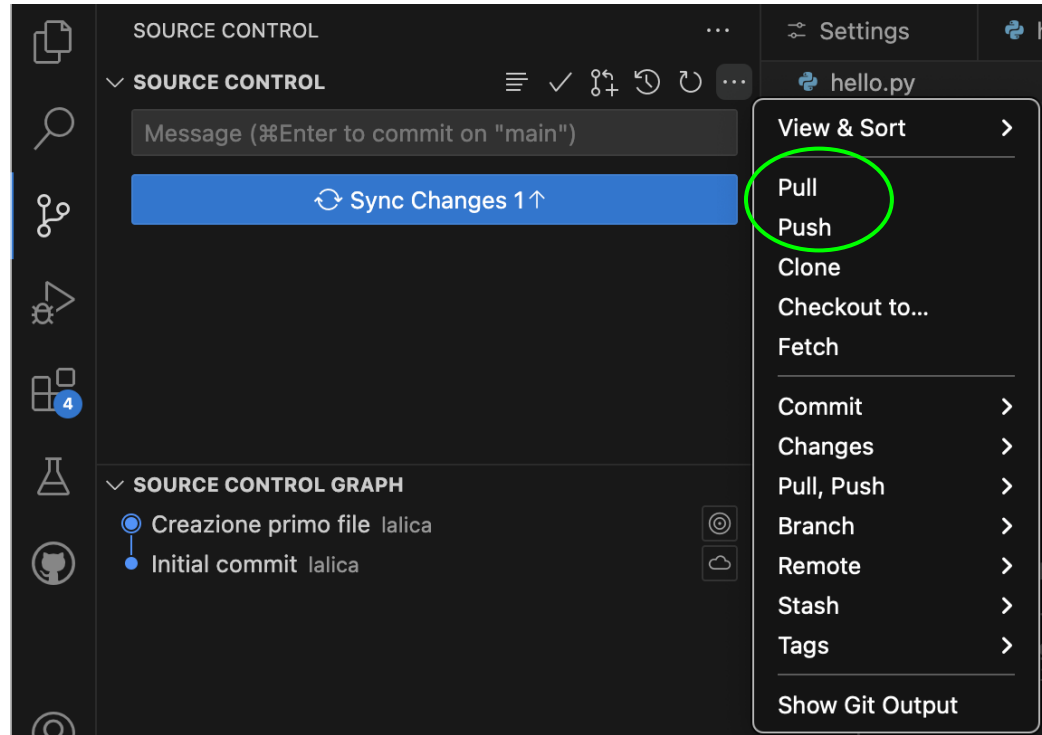 SOURCE CONTROL
Settings
SOURCE CONTROL
hello.py
Message (⌘Enter to commit on "main")
Sync Changes 1↑
View & Sort
Pull
Push
Clone
Checkout to...
Fetch
Commit
Changes
Pull, Push
Branch
Remote
Stash
Tags
Show Git Output
4
SOURCE CONTROL GRAPH
Creazione primo file lalica
Initial commit lalica